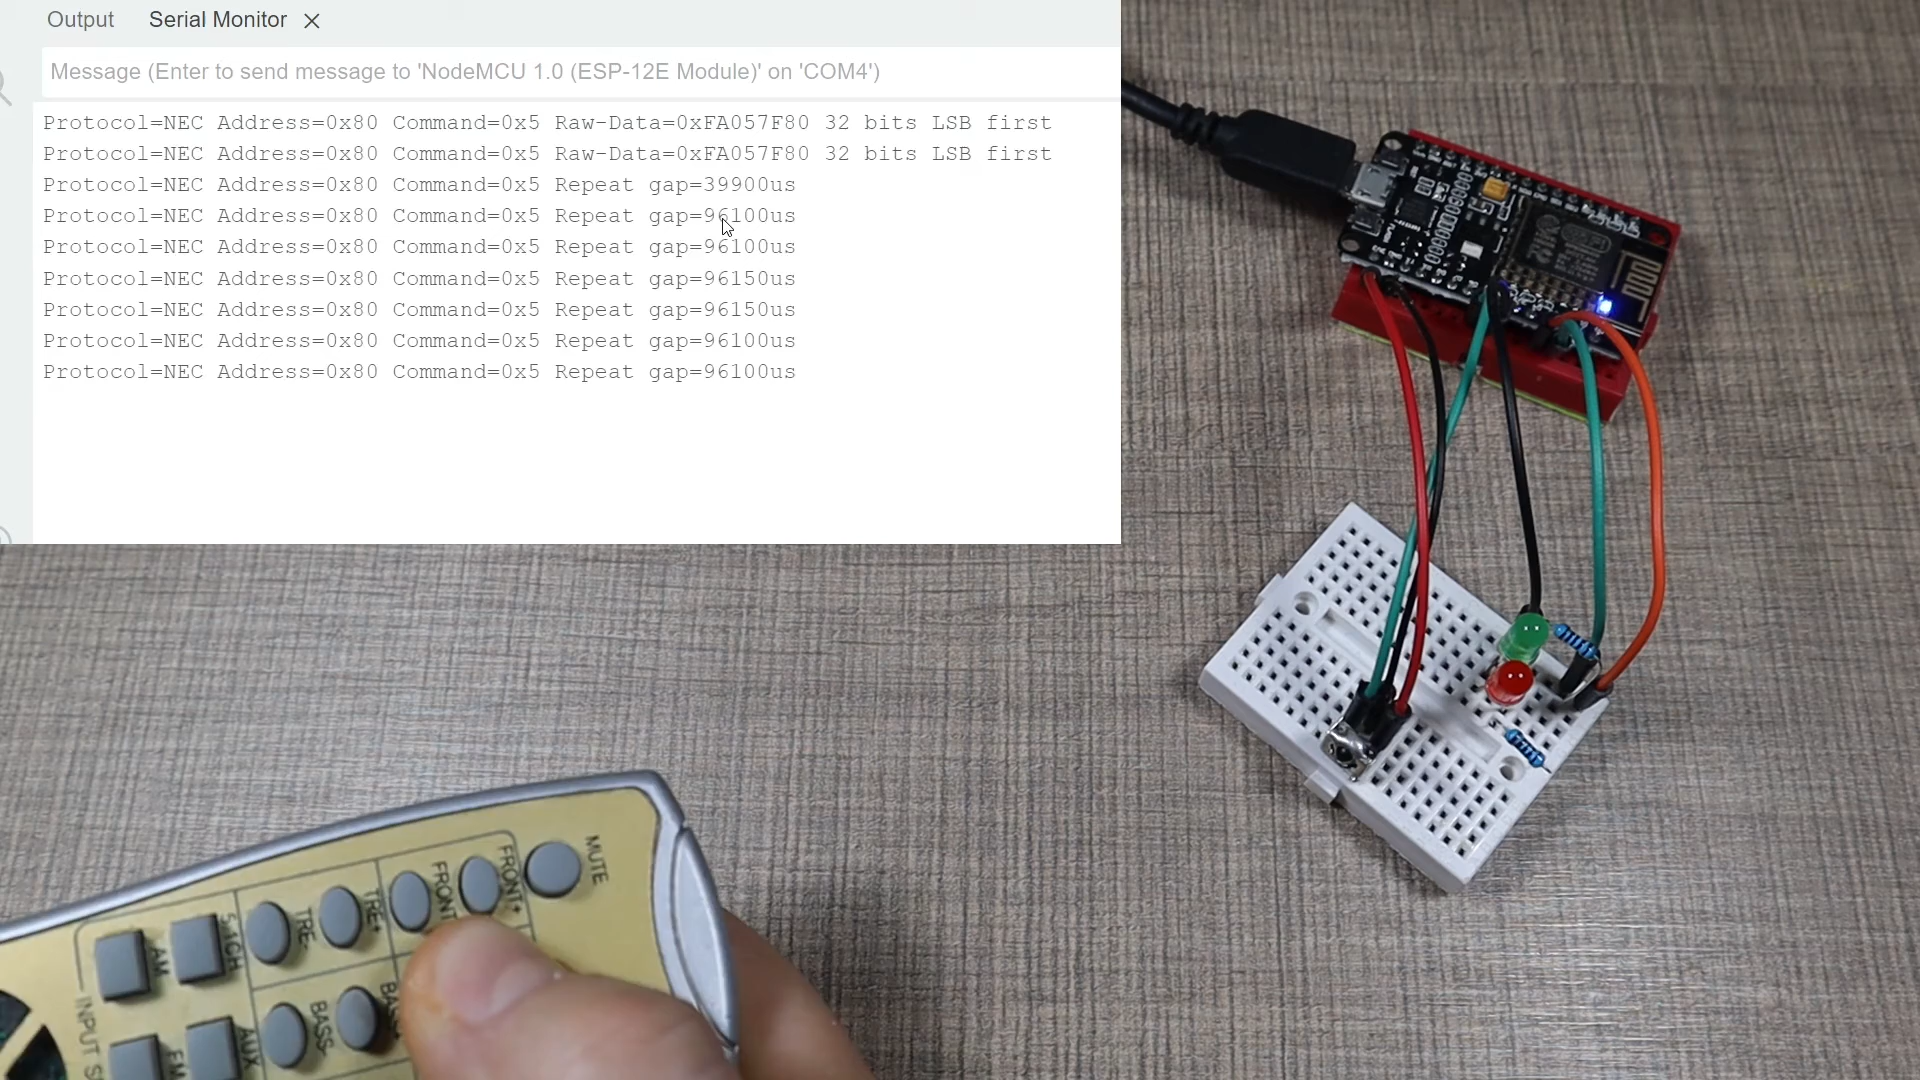 Output Serial Monitor
Message (Enter to send message to 'NodeMCU 1.0 (ESP-12E Module)' on 'COM4')
Protocol=NEC Address=0x80 Command=0x5 Raw-Data=0xFA057F80 32 bits LSB first
Protocol=NEC Address=0x80 Command=0x5 Raw-Data=0xFA057F80 32 bits LSB first
Protocol=NEC Address=0x80 Command=0x5 Repeat gap=39900us
Protocol=NEC Address=0x80 Command=0x5 Repeat gap=96100us
Protocol=NEC Address=0x80 Command=0x5 Repeat gap=96100us
Protocol=NEC Address=0x80 Command=0x5 Repeat gap=96150us
Protocol=NEC Address=0x80 Command=0x5 Repeat gap=96150us
Protocol=NEC Address=0x80 Command=0x5 Repeat gap=96100us
Protocol=NEC Address=0x80 Command=0x5 Repeat gap=96100us
MUTE
FRONT+
FRONT
TRE+
TRE-
5.1CH
AM
BASS-
AUX
FM
INPUT